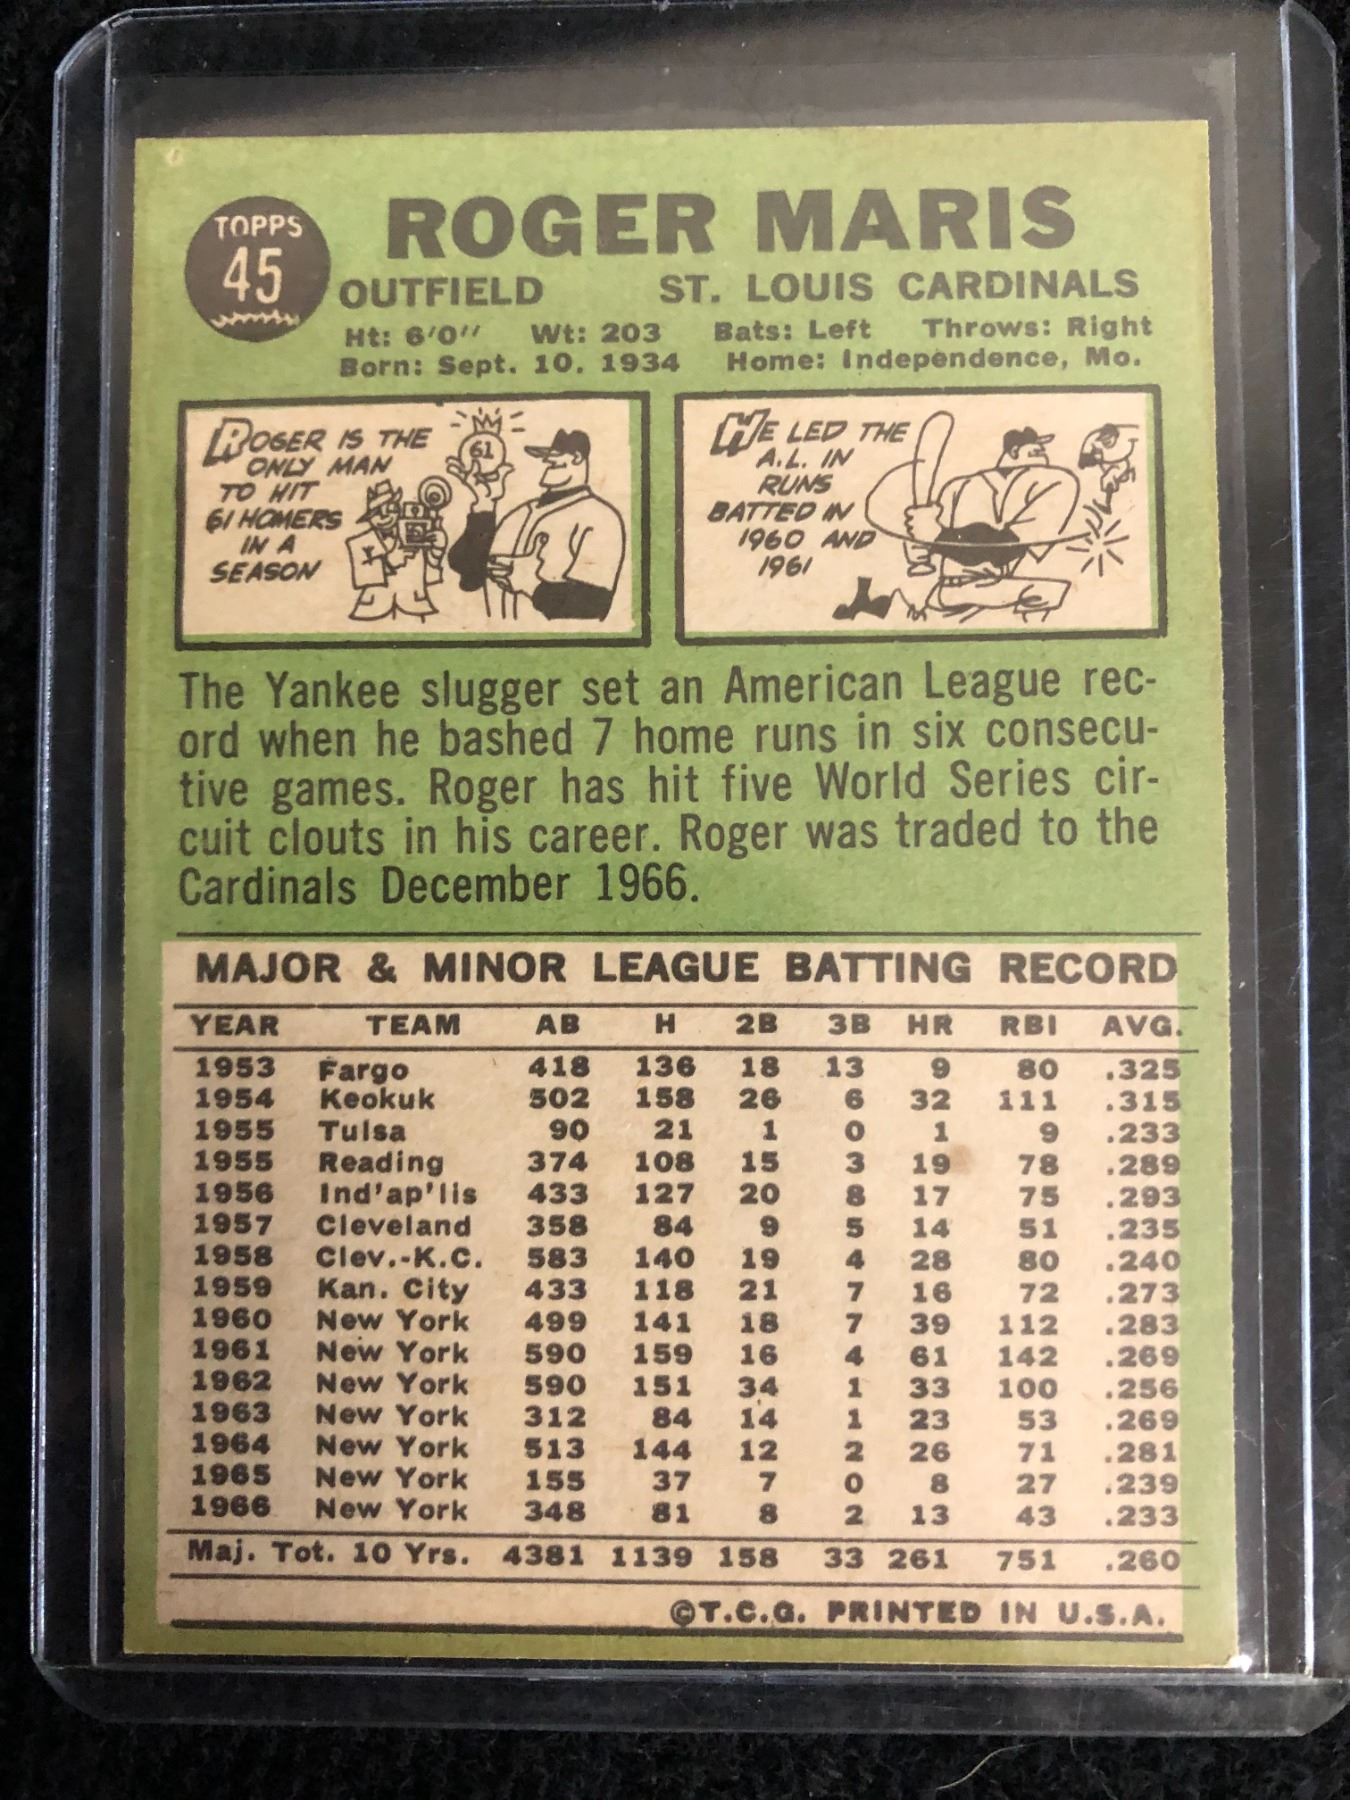 TOPPS
45
ROGER MARIS
OUTFIELD ST. LOUIS CARDINALS
Ht: 6'0'' Wt: 203 Bats: Left Throws: Right
Born: Sept. 10. 1934 Home: Independence, Mo.
ROGER IS THE
ONLY MAN
TO HIT
61 HOMERS
IN A
SEASON
61
HE LED THE
A.L. IN
RUNS
BATTED IN
1960 AND
1961
The Yankee slugger set an American League rec-
ord when he bashed 7 home runs in six consecu-
tive games. Roger has hit five World Series cir-
cuit clouts in his career. Roger was traded to the
Cardinals December 1966.
MAJOR & MINOR LEAGUE BATTING RECORD
YEAR TEAM AB H 2B 3B HR RBI AVG.
1953 Fargo 418 136 18 13 9 80 .325
1954 Keokuk 502 158 26 6 32 111 .315
1955 Tulsa 90 21 1 0 1 9 .233
1955 Reading 374 108 15 3 19 78 .289
1956 Ind'ap'lis 433 127 20 8 17 75 .293
1957 Cleveland 358 84 9 5 14 51 .235
1958 Clev.-K.C. 583 140 19 4 28 80 .240
1959 Kan. City 433 118 21 7 16 72 .273
1960 New York 499 141 18 7 39 112 .283
1961 New York 590 159 16 4 61 142 .269
1962 New York 590 151 34 1 33 100 .256
1963 New York 312 84 14 1 23 53 .269
1964 New York 513 144 12 2 26 71 .281
1965 New York 155 37 7 0 8 27 .239
1966 New York 348 81 8 2 13 43 .233
Maj. Tot. 10 Yrs. 4381 1139 158 33 261 751 .260
©T.C.G. PRINTED IN U.S.A.